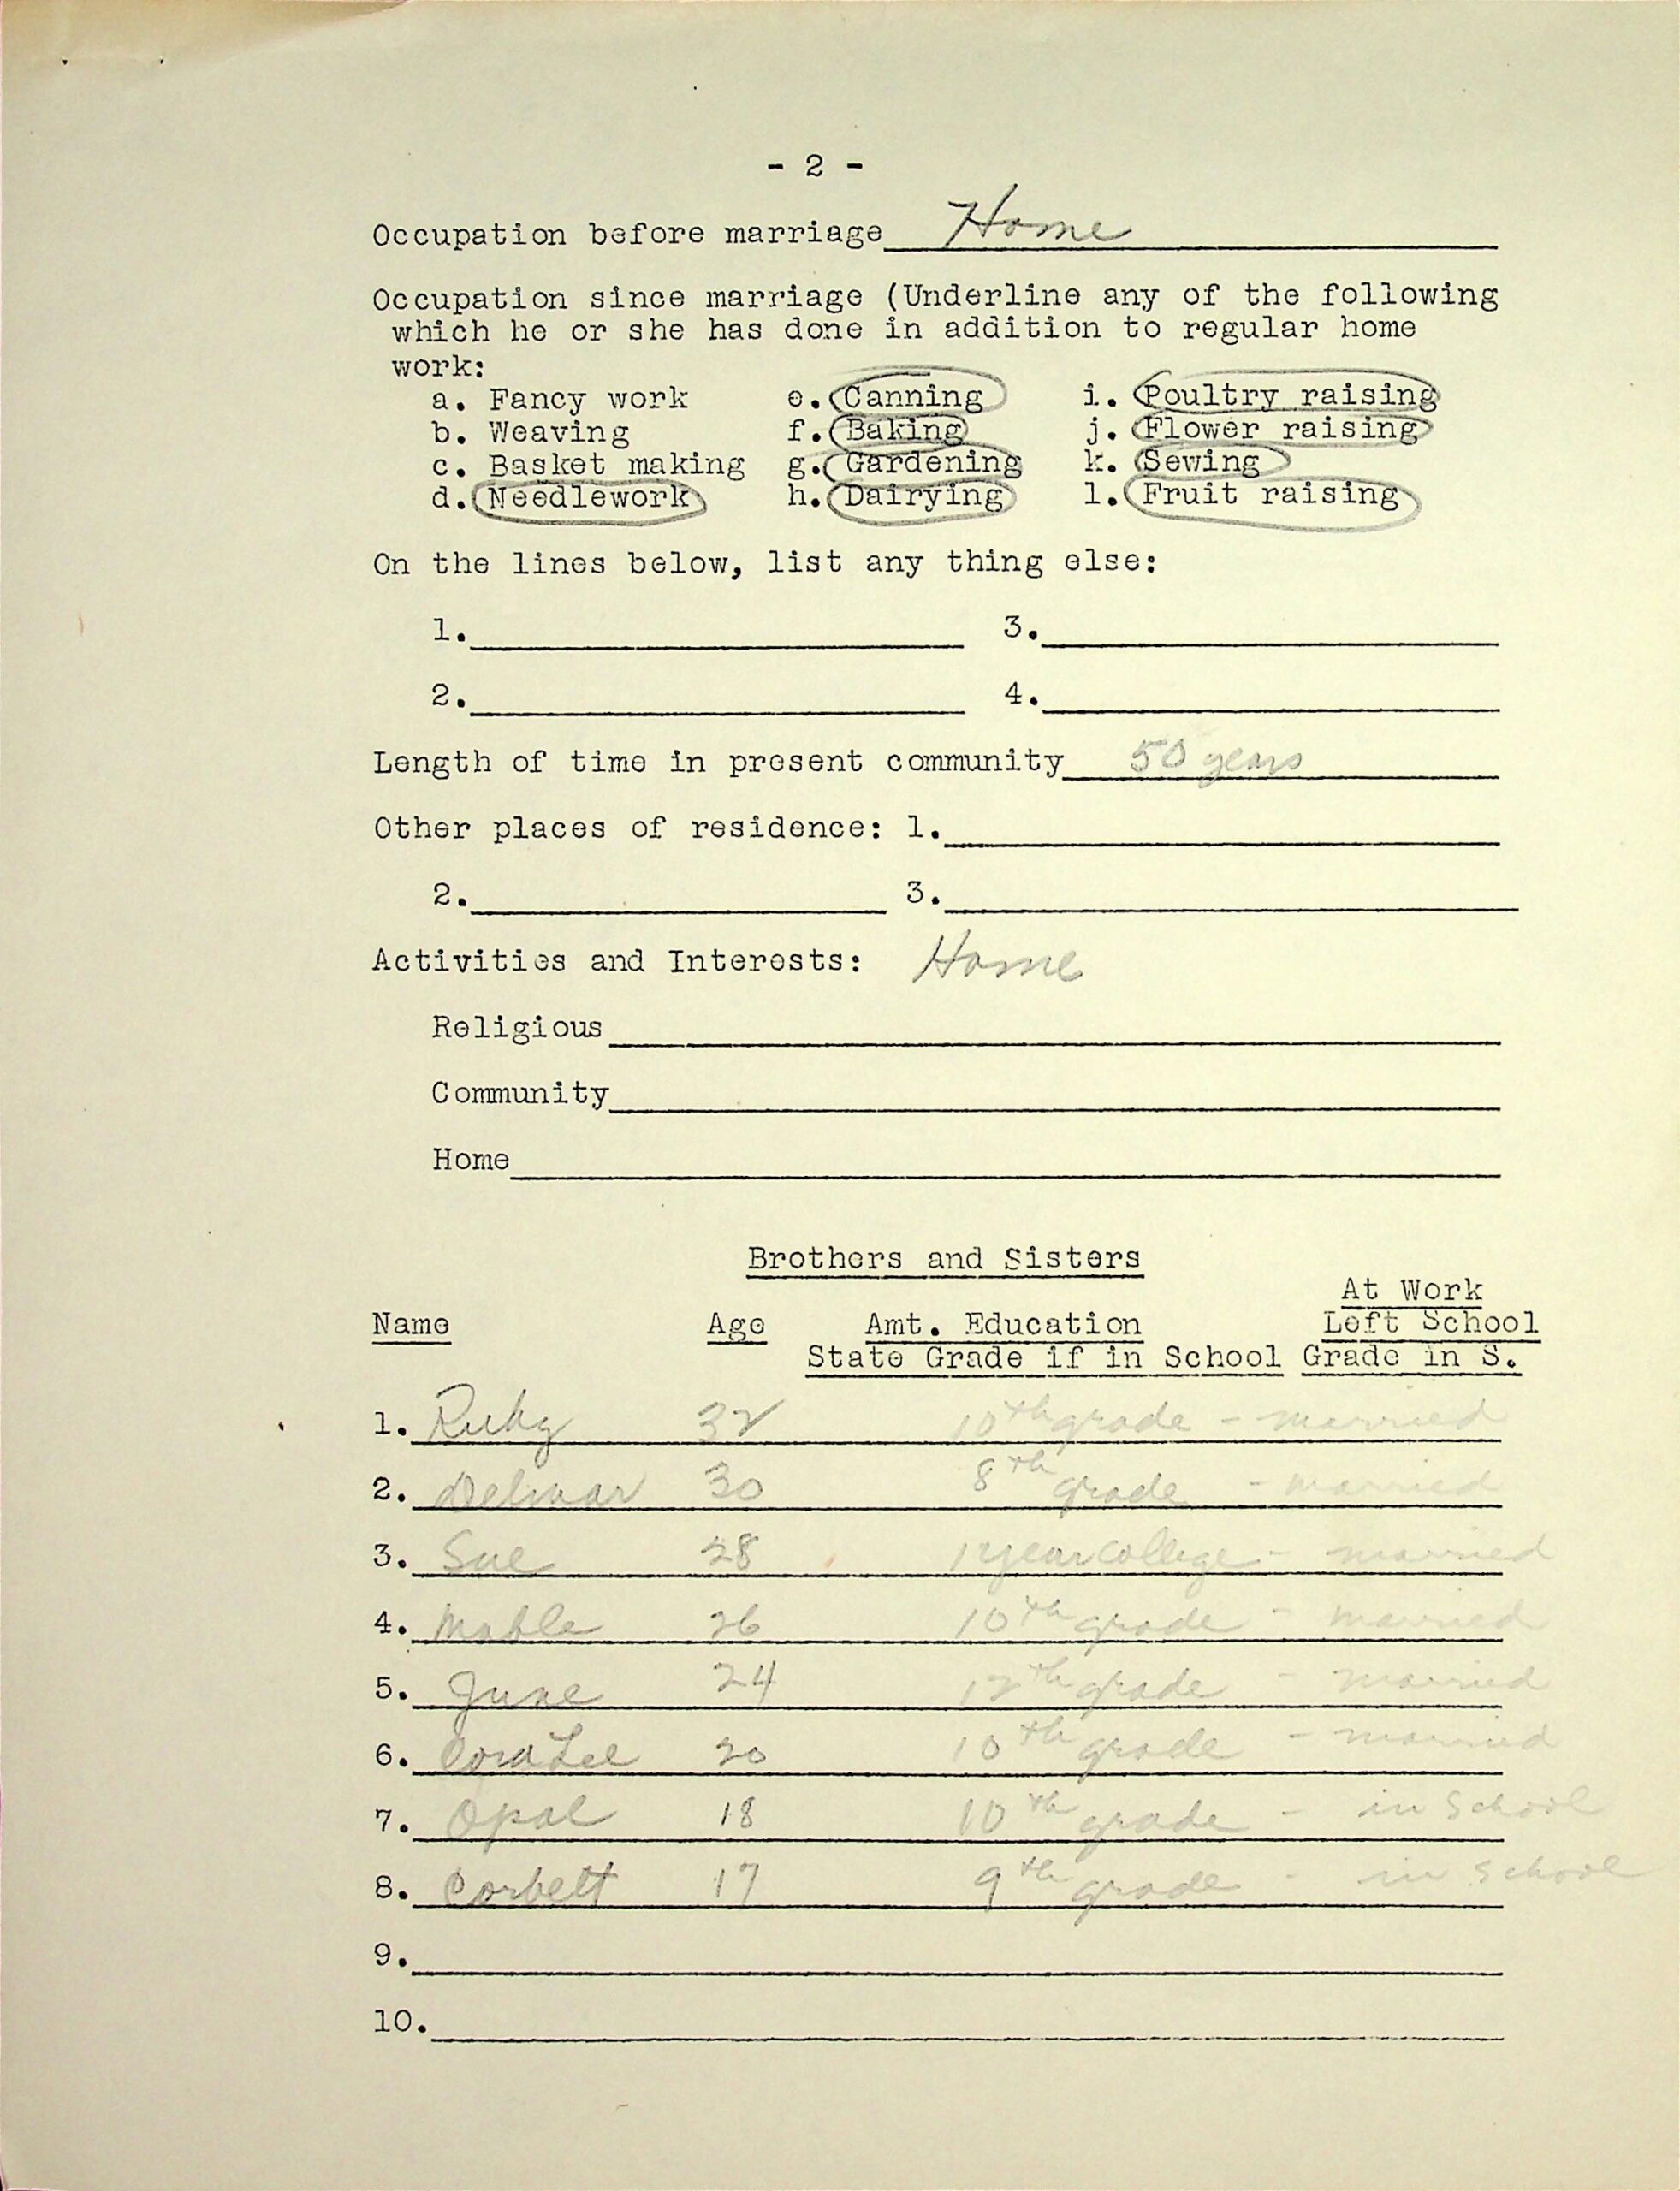 - 2 -
Occupation before marriage Home
Occupation since marriage (Underline any of the following
which he or she has done in addition to regular home
work:
a. Fancy work e. Canning i. Poultry raising
b. Weaving f. Baking j. Flower raising
c. Basket making g. Gardening k. Sewing
d. Needlework h. Dairying l. Fruit raising
On the lines below, list any thing else:
1. 3.
2. 4.
Length of time in present community 50 years
Other places of residence: 1.
2. 3.
Activities and Interests: Home
Religious
Community
Home
Brothers and Sisters
At Work
Name Age Amt. Education Left School
State Grade if in School Grade in S.
1. Ruby 32 10th grade - married
2. Delmar 30 8th grade - married
3. Sue 28 1 year college - married
4. Mable 26 10th grade - married
5. June 24 12th grade - married
6. Cora Lee 20 10th grade - married
7. Opal 18 10th grade - in school
8. Corbett 17 9th grade - in school
9.
10.